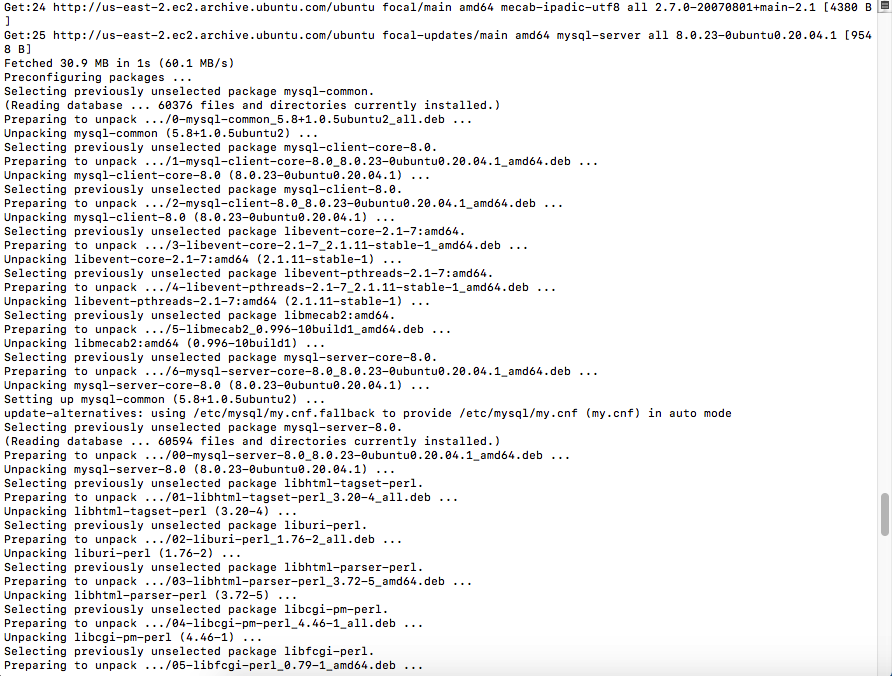 Get:24 http://us-east-2.ec2.archive.ubuntu.com/ubuntu focal/main amd64 mecab-ipadic-utf8 all 2.7.0-20070801+main-2.1 [4380 B
]
Get:25 http://us-east-2.ec2.archive.ubuntu.com/ubuntu focal-updates/main amd64 mysql-server all 8.0.23-0ubuntu0.20.04.1 [954
8 B]
Fetched 30.9 MB in 1s (60.1 MB/s)
Preconfiguring packages ...
Selecting previously unselected package mysql-common.
(Reading database ... 60376 files and directories currently installed.)
Preparing to unpack .../0-mysql-common_5.8+1.0.5ubuntu2_all.deb ...
Unpacking mysql-common (5.8+1.0.5ubuntu2) ...
Selecting previously unselected package mysql-client-core-8.0.
Preparing to unpack .../1-mysql-client-core-8.0_8.0.23-0ubuntu0.20.04.1_amd64.deb ...
Unpacking mysql-client-core-8.0 (8.0.23-0ubuntu0.20.04.1) ...
Selecting previously unselected package mysql-client-8.0.
Preparing to unpack .../2-mysql-client-8.0_8.0.23-0ubuntu0.20.04.1_amd64.deb ...
Unpacking mysql-client-8.0 (8.0.23-0ubuntu0.20.04.1) ...
Selecting previously unselected package libevent-core-2.1-7:amd64.
Preparing to unpack .../3-libevent-core-2.1-7_2.1.11-stable-1_amd64.deb ...
Unpacking libevent-core-2.1-7:amd64 (2.1.11-stable-1) ...
Selecting previously unselected package libevent-pthreads-2.1-7:amd64.
Preparing to unpack .../4-libevent-pthreads-2.1-7_2.1.11-stable-1_amd64.deb ...
Unpacking libevent-pthreads-2.1-7:amd64 (2.1.11-stable-1) ...
Selecting previously unselected package libmecab2:amd64.
Preparing to unpack .../5-libmecab2_0.996-10build1_amd64.deb ...
Unpacking libmecab2:amd64 (0.996-10build1) ...
Selecting previously unselected package mysql-server-core-8.0.
Preparing to unpack .../6-mysql-server-core-8.0_8.0.23-0ubuntu0.20.04.1_amd64.deb ...
Unpacking mysql-server-core-8.0 (8.0.23-0ubuntu0.20.04.1) ...
Setting up mysql-common (5.8+1.0.5ubuntu2) ...
update-alternatives: using /etc/mysql/my.cnf.fallback to provide /etc/mysql/my.cnf (my.cnf) in auto mode
Selecting previously unselected package mysql-server-8.0.
(Reading database ... 60594 files and directories currently installed.)
Preparing to unpack .../00-mysql-server-8.0_8.0.23-0ubuntu0.20.04.1_amd64.deb ...
Unpacking mysql-server-8.0 (8.0.23-0ubuntu0.20.04.1) ...
Selecting previously unselected package libhtml-tagset-perl.
Preparing to unpack .../01-libhtml-tagset-perl_3.20-4_all.deb ...
Unpacking libhtml-tagset-perl (3.20-4) ...
Selecting previously unselected package liburi-perl.
Preparing to unpack .../02-liburi-perl_1.76-2_all.deb ...
Unpacking liburi-perl (1.76-2) ...
Selecting previously unselected package libhtml-parser-perl.
Preparing to unpack .../03-libhtml-parser-perl_3.72-5_amd64.deb ...
Unpacking libhtml-parser-perl (3.72-5) ...
Selecting previously unselected package libcgi-pm-perl.
Preparing to unpack .../04-libcgi-pm-perl_4.46-1_all.deb ...
Unpacking libcgi-pm-perl (4.46-1) ...
Selecting previously unselected package libfcgi-perl.
Preparing to unpack .../05-libfcgi-perl_0.79-1_amd64.deb ...